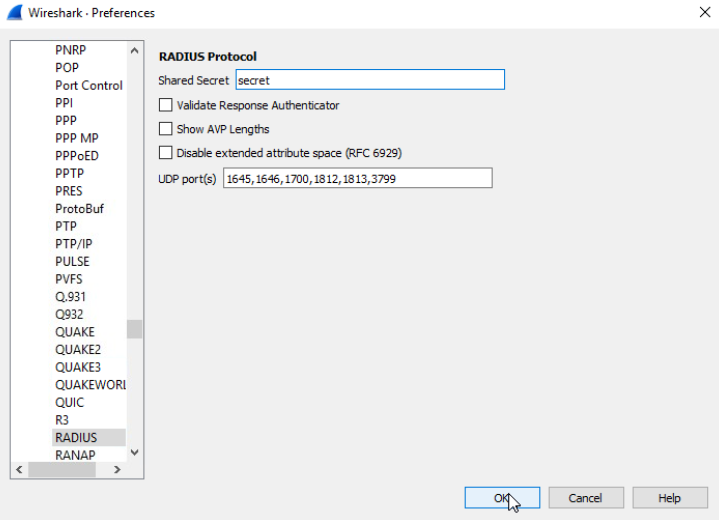 Wireshark · Preferences
PNRP
POP
Port Control
PPI
PPP
PPP MP
PPPoED
PPTP
PRES
ProtoBuf
PTP
PTP/IP
PULSE
PVFS
Q.931
Q932
QUAKE
QUAKE2
QUAKE3
QUAKEWORL
QUIC
R3
RADIUS
RANAP
RADIUS Protocol
Shared Secret secret
Validate Response Authenticator
Show AVP Lengths
Disable extended attribute space (RFC 6929)
UDP port(s) 1645,1646,1700,1812,1813,3799
OK Cancel Help